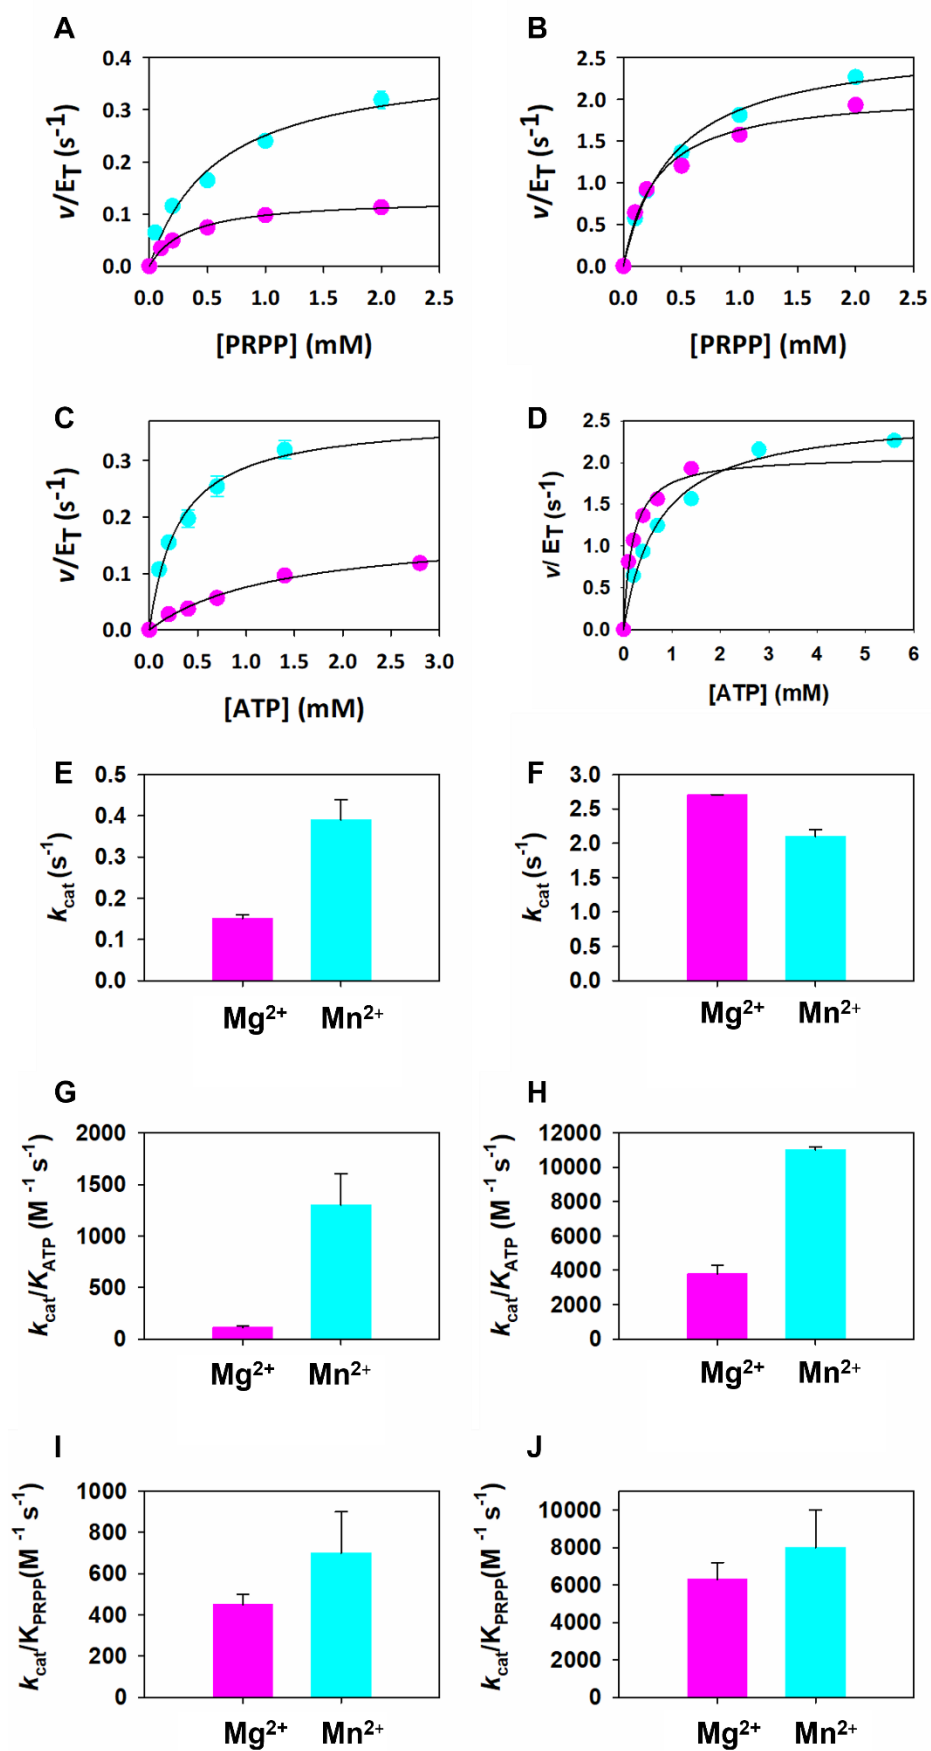 A
0.4
0.3
0.2
0.1
0.0
v/ET (s-1)
0.0 0.5 1.0 1.5 2.0 2.5
[PRPP] (mM)
B
2.5
2.0
1.5
1.0
0.5
0.0
v/ET (s-1)
0.0 0.5 1.0 1.5 2.0 2.5
[PRPP] (mM)
C
0.3
0.2
0.1
0.0
v/ET (s-1)
0.0 0.5 1.0 1.5 2.0 2.5 3.0
[ATP] (mM)
D
2.5
2.0
1.5
1.0
0.5
0.0
v/ ET (s-1)
0 1 2 3 4 5 6
[ATP] (mM)
E
0.5
0.4
0.3
0.2
0.1
0.0
kcat (s-1)
Mg2+ Mn2+
F
3.0
2.5
2.0
1.5
1.0
0.5
0.0
kcat (s-1)
Mg2+ Mn2+
G
2000
1500
1000
500
0
kcat/KATP (M -1 s-1)
Mg2+ Mn2+
H
12000
10000
8000
6000
4000
2000
0
kcat/KATP (M -1 s-1)
Mg2+ Mn2+
I
1000
800
600
400
200
0
kcat/KPRPP(M -1 s-1)
Mg2+ Mn2+
J
10000
8000
6000
4000
2000
0
kcat/KPRPP(M -1 s-1)
Mg2+ Mn2+